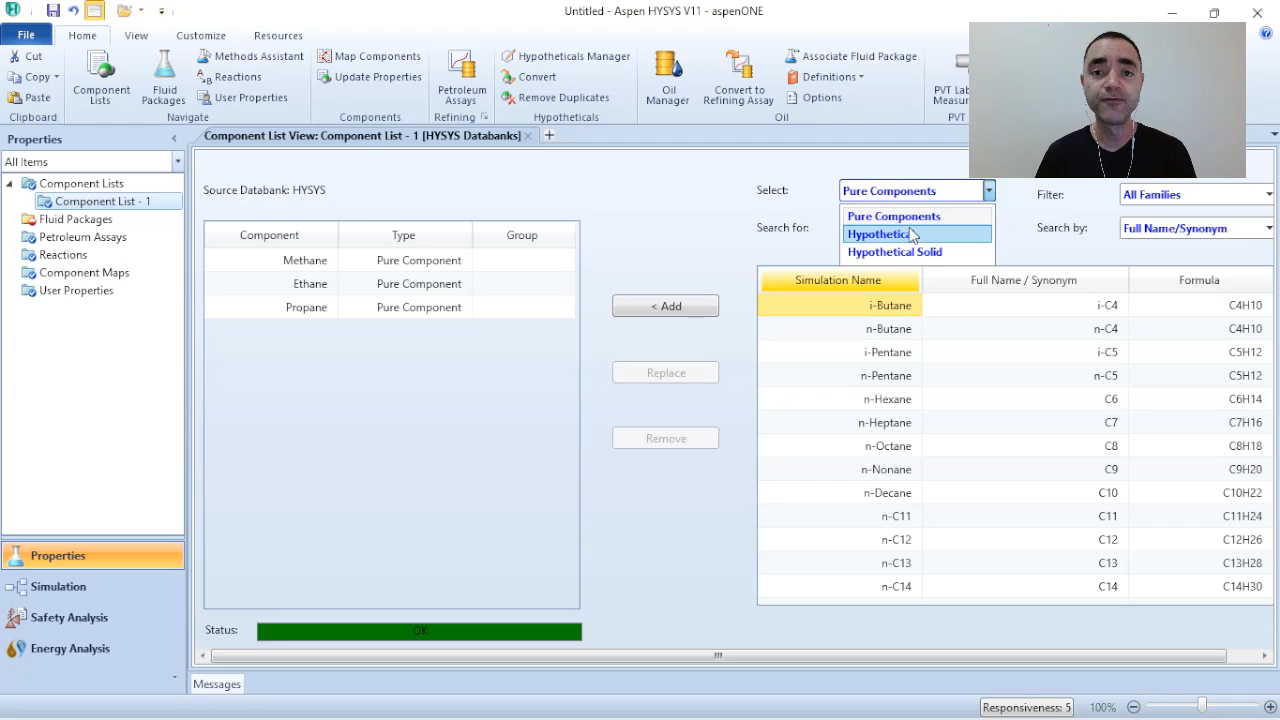 Untitled - Aspen HYSYS V11 - aspenONE
File
Home
View
Customize
Resources
Cut
Copy
Paste
Clipboard
Component Lists
Fluid Packages
Methods Assistant
Reactions
User Properties
Navigate
Map Components
Update Properties
Components
Petroleum Assays
Refining
Hypotheticals Manager
Convert
Remove Duplicates
Hypotheticals
Oil Manager
Convert to Refining Assay
Associate Fluid Package
Definitions
Options
Oil
PVT
Properties
All Items
Component Lists
Component List - 1
Fluid Packages
Petroleum Assays
Reactions
Component Maps
User Properties
Properties
Simulation
Safety Analysis
Energy Analysis
Component List View: Component List - 1 [HYSYS Databanks]
Source Databank: HYSYS
Select: Pure Components
Filter: All Families
Pure Components
Hypothetical
Hypothetical Solid
Search for:
Search by: Full Name/Synonym
Component Type Group
Methane Pure Component
Ethane Pure Component
Propane Pure Component
< Add
Replace
Remove
Simulation Name Full Name / Synonym Formula
i-Butane i-C4 C4H10
n-Butane n-C4 C4H10
i-Pentane i-C5 C5H12
n-Pentane n-C5 C5H12
n-Hexane C6 C6H14
n-Heptane C7 C7H16
n-Octane C8 C8H18
n-Nonane C9 C9H20
n-Decane C10 C10H22
n-C11 C11 C11H24
n-C12 C12 C12H26
n-C13 C13 C13H28
n-C14 C14 C14H30
Status: OK
Messages
Responsiveness: 5
100%